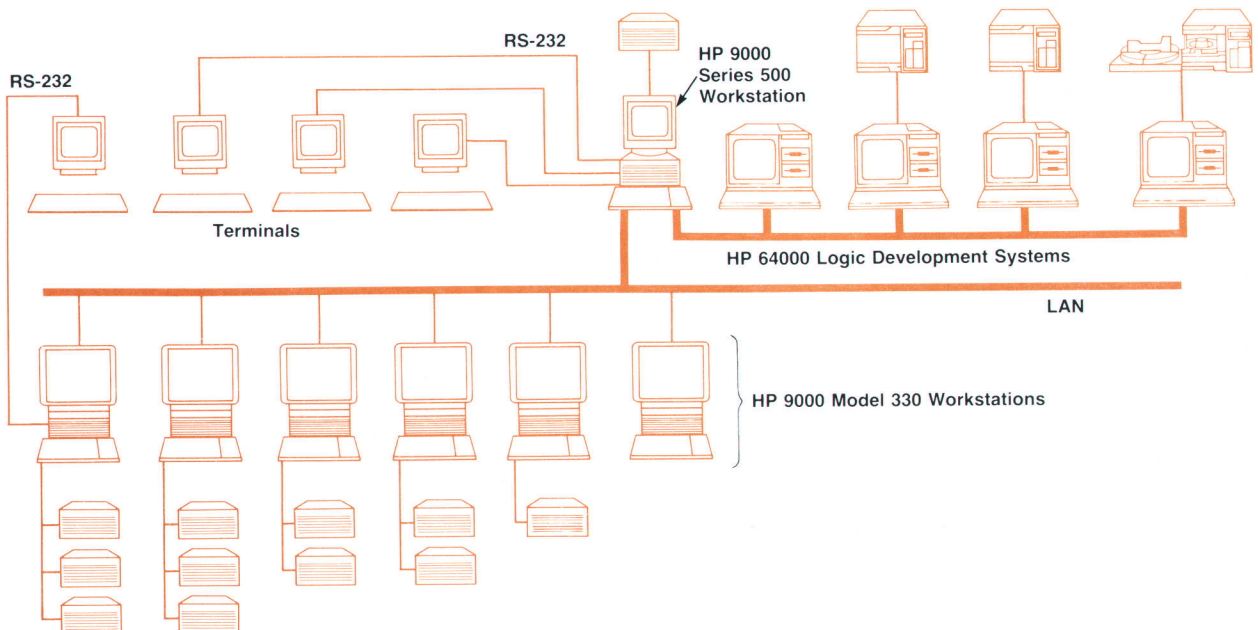 RS-232
RS-232
HP 9000
Series 500
Workstation
Terminals
HP 64000 Logic Development Systems
LAN
HP 9000 Model 330 Workstations